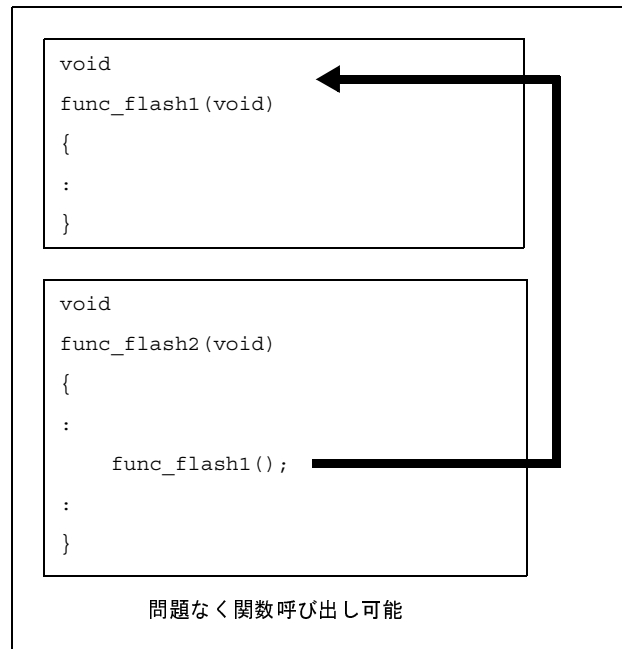 void
func_flash1(void)
{
:
}
void
func_flash2(void)
{
:
func_flash1();
:
}
問題なく関数呼び出し可能